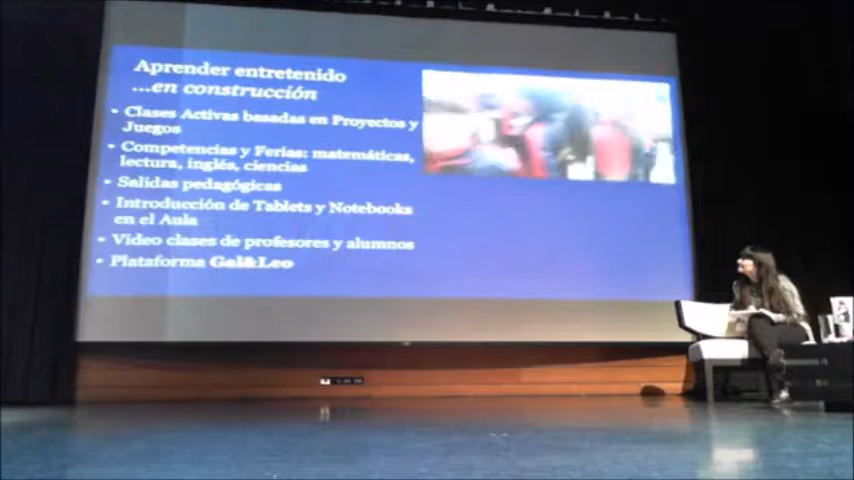 Aprender entretenido
...en construcción
• Clases Activas basadas en Proyectos y
Juegos
• Competencias y Ferias: matemáticas,
lectura, inglés, ciencias
• Salidas pedagógicas
• Introducción de Tablets y Notebooks
en el Aula
• Video clases de profesores y alumnos
• Plataforma Gal&Leo